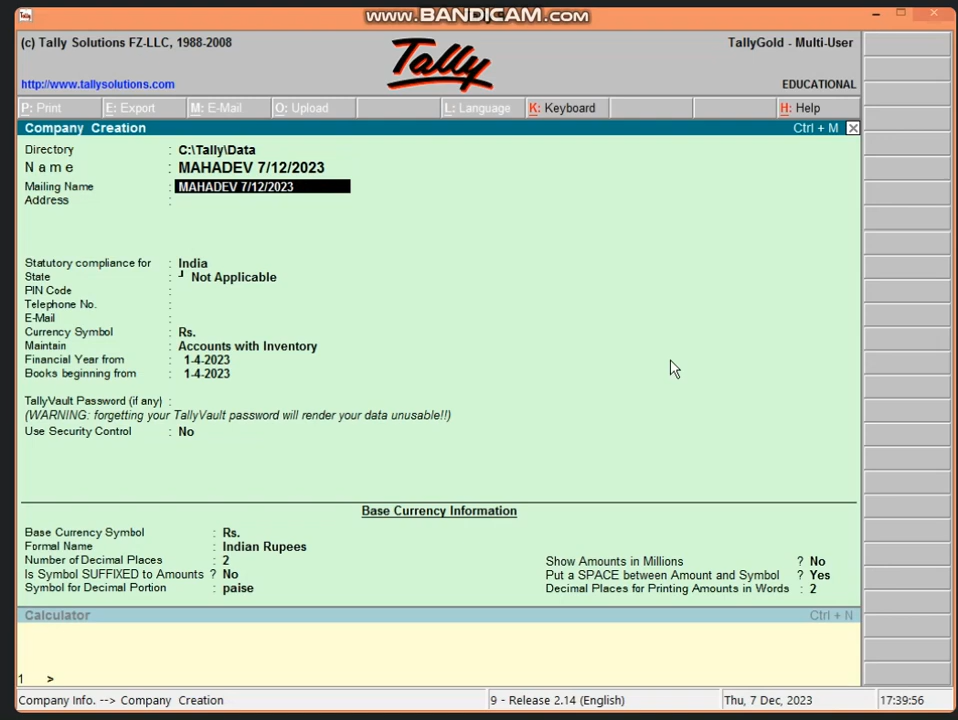 www.BANDICAM.com
Tally
(c) Tally Solutions FZ-LLC, 1988-2008
TallyGold - Multi-User
Tally
http://www.tallysolutions.com
EDUCATIONAL
P: Print E: Export M: E-Mail O: Upload L: Language K: Keyboard H: Help
Company Creation Ctrl + M
Directory : C:\Tally\Data
Name : MAHADEV 7/12/2023
Mailing Name : MAHADEV 7/12/2023
Address :
Statutory compliance for : India
State : ┘ Not Applicable
PIN Code :
Telephone No. :
E-Mail :
Currency Symbol : Rs.
Maintain : Accounts with Inventory
Financial Year from : 1-4-2023
Books beginning from : 1-4-2023
TallyVault Password (if any) :
(WARNING: forgetting your TallyVault password will render your data unusable!!)
Use Security Control : No
Base Currency Information
Base Currency Symbol : Rs.
Formal Name : Indian Rupees
Number of Decimal Places : 2 Show Amounts in Millions ? No
Is Symbol SUFFIXED to Amounts ? No Put a SPACE between Amount and Symbol ? Yes
Symbol for Decimal Portion : paise Decimal Places for Printing Amounts in Words : 2
Calculator Ctrl + N
1 >
Company Info. --> Company Creation 9 - Release 2.14 (English) Thu, 7 Dec, 2023 17:39:56